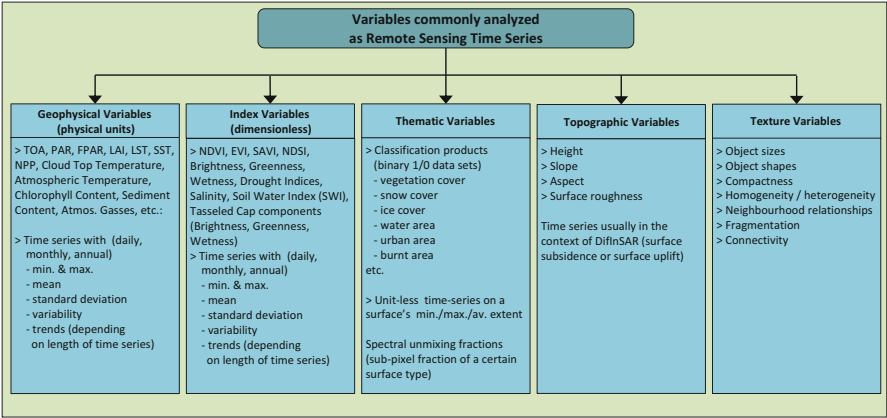 Variables commonly analyzed
as Remote Sensing Time Series
Geophysical Variables
(physical units)
> TOA, PAR, FPAR, LAI, LST, SST,
NPP, Cloud Top Temperature,
Atmospheric Temperature,
Chlorophyll Content, Sediment
Content, Atmos. Gasses, etc.:
> Time series with (daily,
monthly, annual)
- min. & max.
- mean
- standard deviation
- variability
- trends (depending
on length of time series)
Index Variables
(dimensionless)
> NDVI, EVI, SAVI, NDSI,
Brightness, Greenness,
Wetness, Drought Indices,
Salinity, Soil Water Index (SWI),
Tasseled Cap components
(Brightness, Greenness,
Wetness)
> Time series with (daily,
monthly, annual)
- min. & max.
- mean
- standard deviation
- variability
- trends (depending
on length of time series)
Thematic Variables
> Classification products
(binary 1/0 data sets)
- vegetation cover
- snow cover
- ice cover
- water area
- urban area
- burnt area
etc.
> Unit-less time-series on a
surface's min./max./av. extent
Spectral unmixing fractions
(sub-pixel fraction of a certain
surface type)
Topographic Variables
> Height
> Slope
> Aspect
> Surface roughness
Time series usually in the
context of DifInSAR (surface
subsidence or surface uplift)
Texture Variables
> Object sizes
> Object shapes
> Compactness
> Homogeneity / heterogeneity
> Neighbourhood relationships
> Fragmentation
> Connectivity